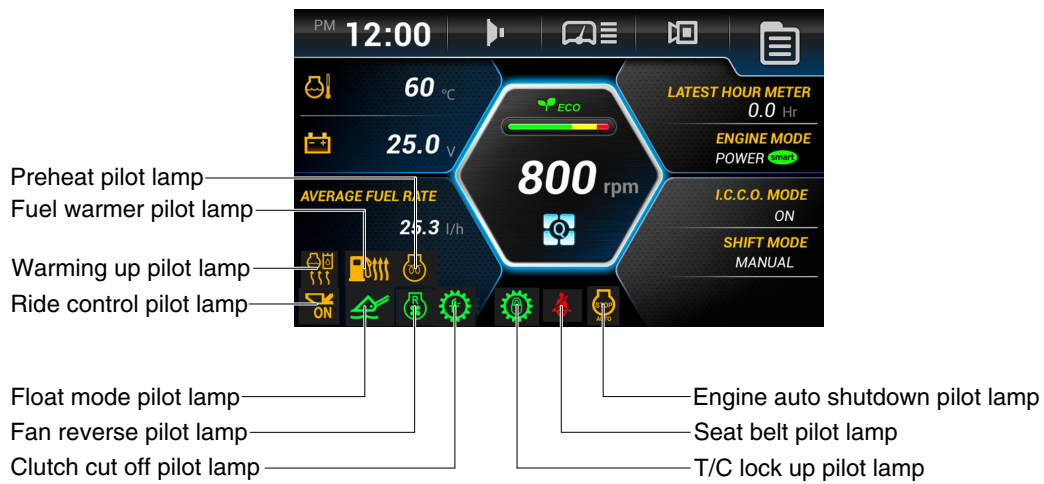 PM 12:00
60 °C
25.0 V
AVERAGE FUEL RATE
25.3 l/h
ECO
800 rpm
Q
LATEST HOUR METER
0.0 Hr
ENGINE MODE
POWER smart
I.C.C.O. MODE
ON
SHIFT MODE
MANUAL
ON
R
STOP
AUTO
Preheat pilot lamp
Fuel warmer pilot lamp
Warming up pilot lamp
Ride control pilot lamp
Float mode pilot lamp
Fan reverse pilot lamp
Clutch cut off pilot lamp
Engine auto shutdown pilot lamp
Seat belt pilot lamp
T/C lock up pilot lamp